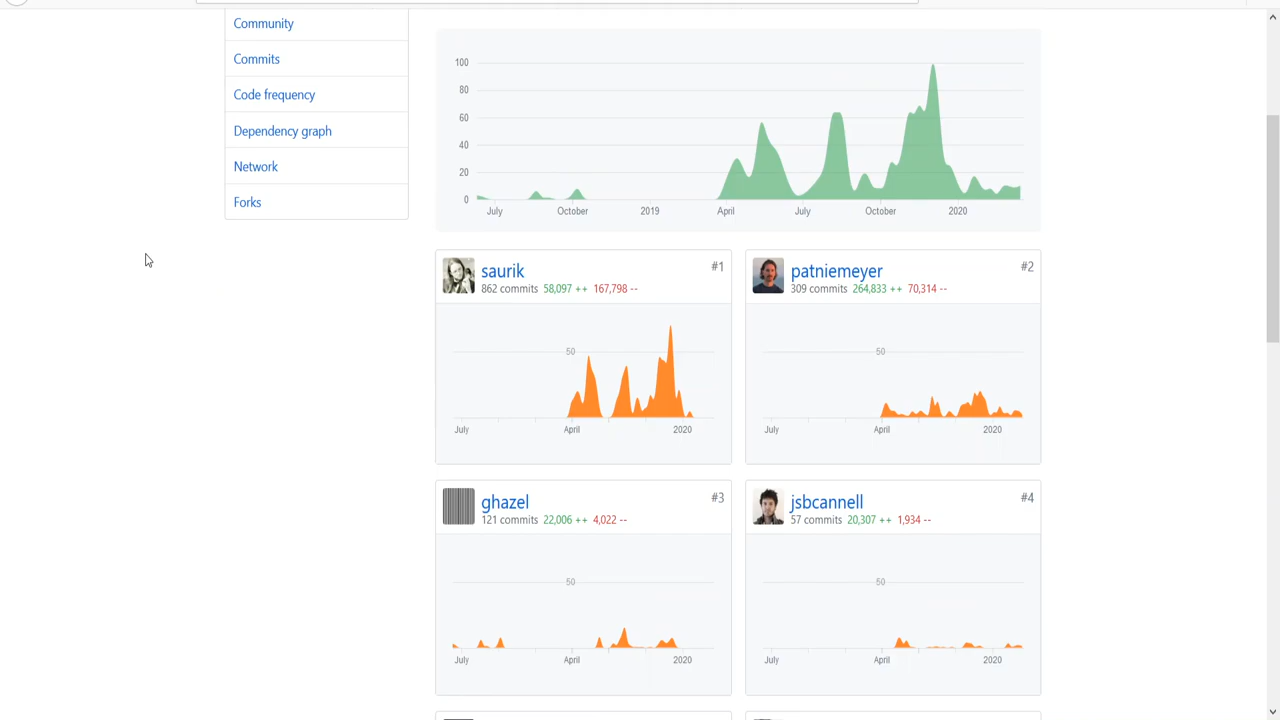 Community
Commits
Code frequency
Dependency graph
Network
Forks
100
80
60
40
20
0
July October 2019 April July October 2020
saurik #1
862 commits 58,097 ++ 167,798 --
50
July April 2020
patniemeyer #2
309 commits 264,833 ++ 70,314 --
50
July April 2020
ghazel #3
121 commits 22,006 ++ 4,022 --
50
July April 2020
jsbcannell #4
57 commits 20,307 ++ 1,934 --
50
July April 2020